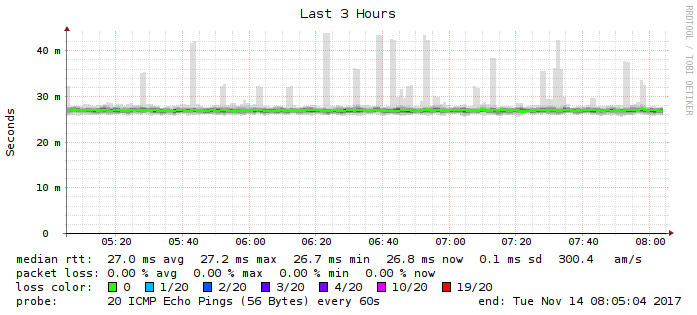 Last 3 Hours
RRDTOOL / TOBI OETIKER
Seconds
40 m
30 m
20 m
10 m
0
05:20 05:40 06:00 06:20 06:40 07:00 07:20 07:40 08:00
median rtt: 27.0 ms avg 27.2 ms max 26.7 ms min 26.8 ms now 0.1 ms sd 300.4 am/s
packet loss: 0.00 % avg 0.00 % max 0.00 % min 0.00 % now
loss color: 0 1/20 2/20 3/20 4/20 10/20 19/20
probe: 20 ICMP Echo Pings (56 Bytes) every 60s end: Tue Nov 14 08:05:04 2017